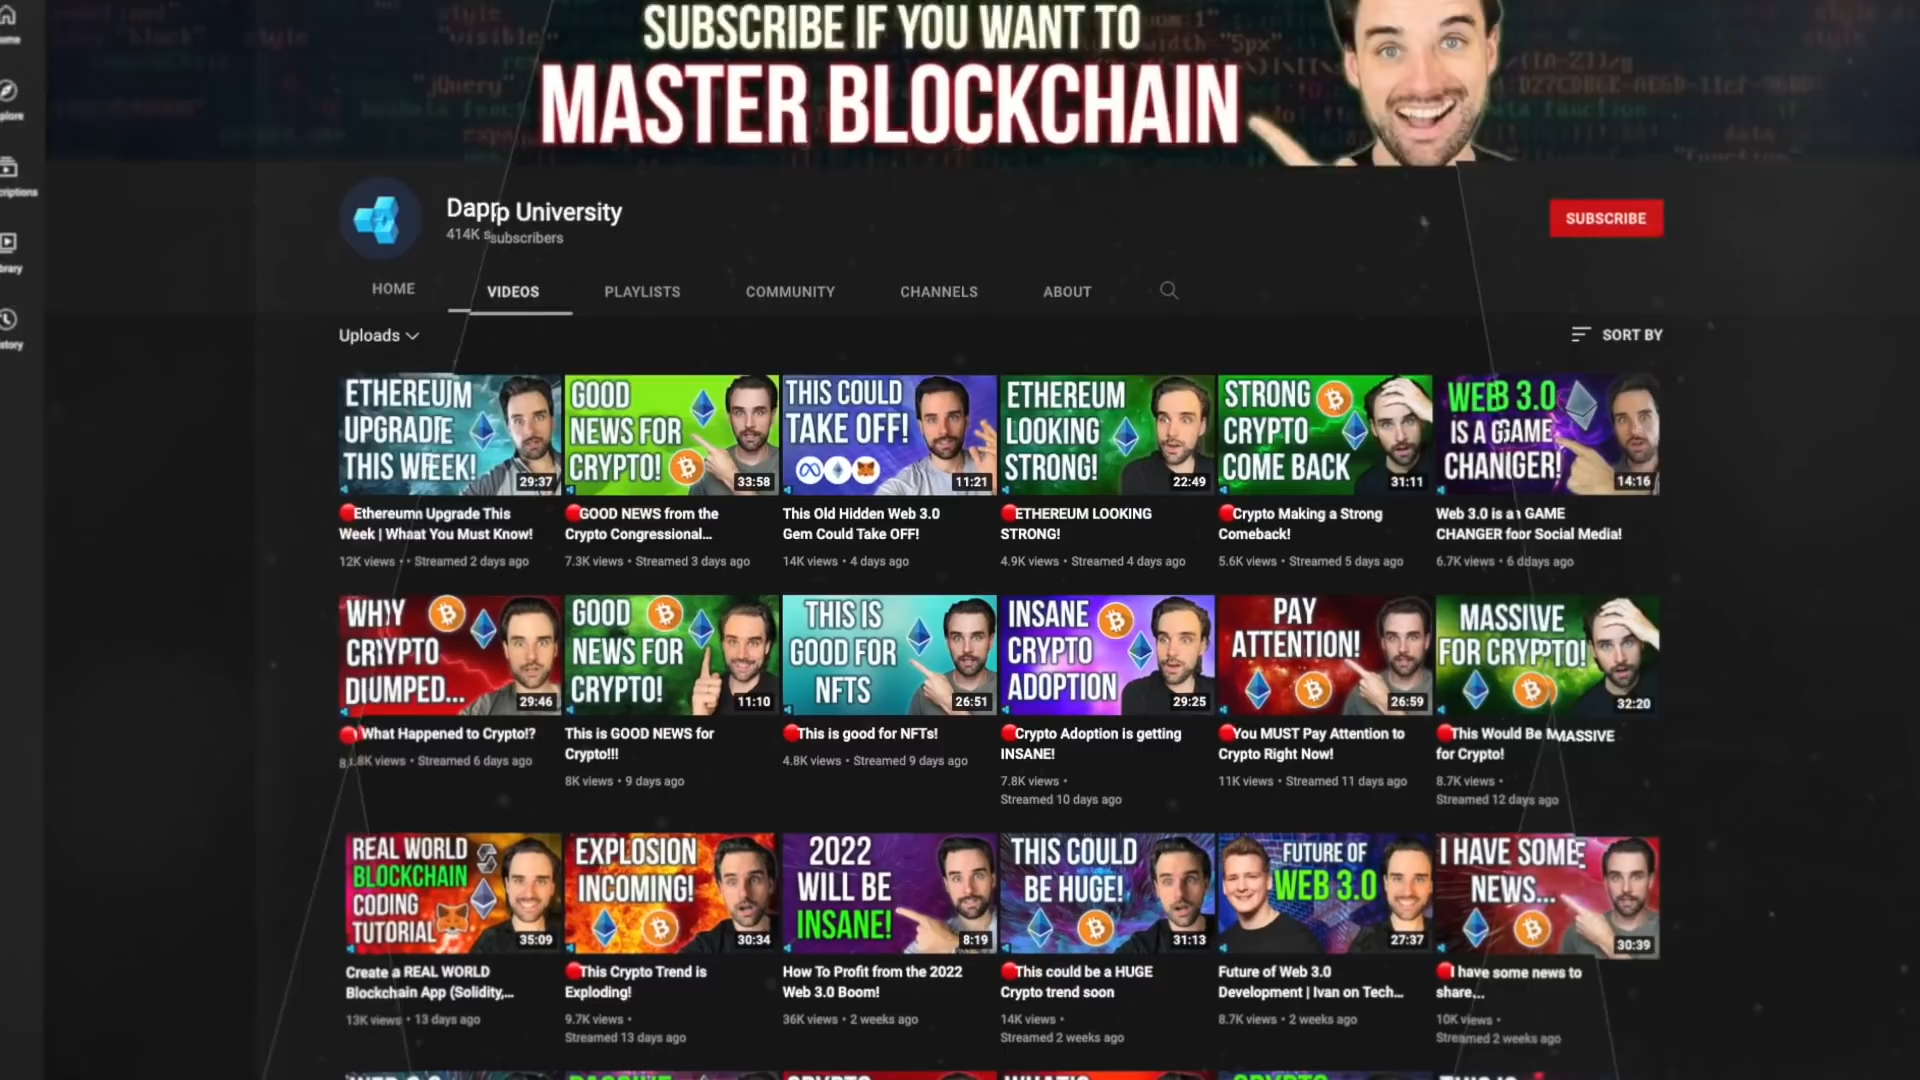 SUBSCRIBE IF YOU WANT TO
MASTER BLOCKCHAIN
Dapp University
414K subscribers
SUBSCRIBE
HOME
VIDEOS
PLAYLISTS
COMMUNITY
CHANNELS
ABOUT
Uploads
SORT BY
ETHEREUM
UPGRADE
THIS WEEK!
29:37
GOOD
NEWS FOR
CRYPTO!
33:58
THIS COULD
TAKE OFF!
11:21
ETHEREUM
LOOKING
STRONG!
22:49
STRONG
CRYPTO
COME BACK
31:11
WEB 3.0
IS A GAME
CHANGER!
14:16
Ethereum Upgrade This
Week | What You Must Know!
12K views • Streamed 2 days ago
GOOD NEWS from the
Crypto Congressional...
7.3K views • Streamed 3 days ago
This Old Hidden Web 3.0
Gem Could Take OFF!
14K views • 4 days ago
ETHEREUM LOOKING
STRONG!
4.9K views • Streamed 4 days ago
Crypto Making a Strong
Comeback!
5.6K views • Streamed 5 days ago
Web 3.0 is a GAME
CHANGER for Social Media!
6.7K views • 6 days ago
WHY
CRYPTO
DUMPED...
29:46
GOOD
NEWS FOR
CRYPTO!
11:10
THIS IS
GOOD FOR
NFTS
26:51
INSANE
CRYPTO
ADOPTION
29:25
PAY
ATTENTION!
26:59
MASSIVE
FOR CRYPTO!
32:20
What Happened to Crypto!?
8.8K views • Streamed 6 days ago
This is GOOD NEWS for
Crypto!!!
8K views • 9 days ago
This is good for NFTs!
4.8K views • Streamed 9 days ago
Crypto Adoption is getting
INSANE!
7.8K views •
Streamed 10 days ago
You MUST Pay Attention to
Crypto Right Now!
11K views • Streamed 11 days ago
This Would Be MASSIVE
for Crypto!
8.7K views •
Streamed 12 days ago
REAL WORLD
BLOCKCHAIN
CODING
TUTORIAL
35:09
EXPLOSION
INCOMING!
30:34
2022
WILL BE
INSANE!
8:19
THIS COULD
BE HUGE!
31:13
FUTURE OF
WEB 3.0
27:37
I HAVE SOME
NEWS...
30:39
Create a REAL WORLD
Blockchain App (Solidity,...
13K views • 13 days ago
This Crypto Trend is
Exploding!
9.7K views •
Streamed 13 days ago
How To Profit from the 2022
Web 3.0 Boom!
36K views • 2 weeks ago
This could be a HUGE
Crypto trend soon
14K views •
Streamed 2 weeks ago
Future of Web 3.0
Development | Ivan on Tech...
8.7K views • 2 weeks ago
I have some news to
share...
10K views •
Streamed 2 weeks ago